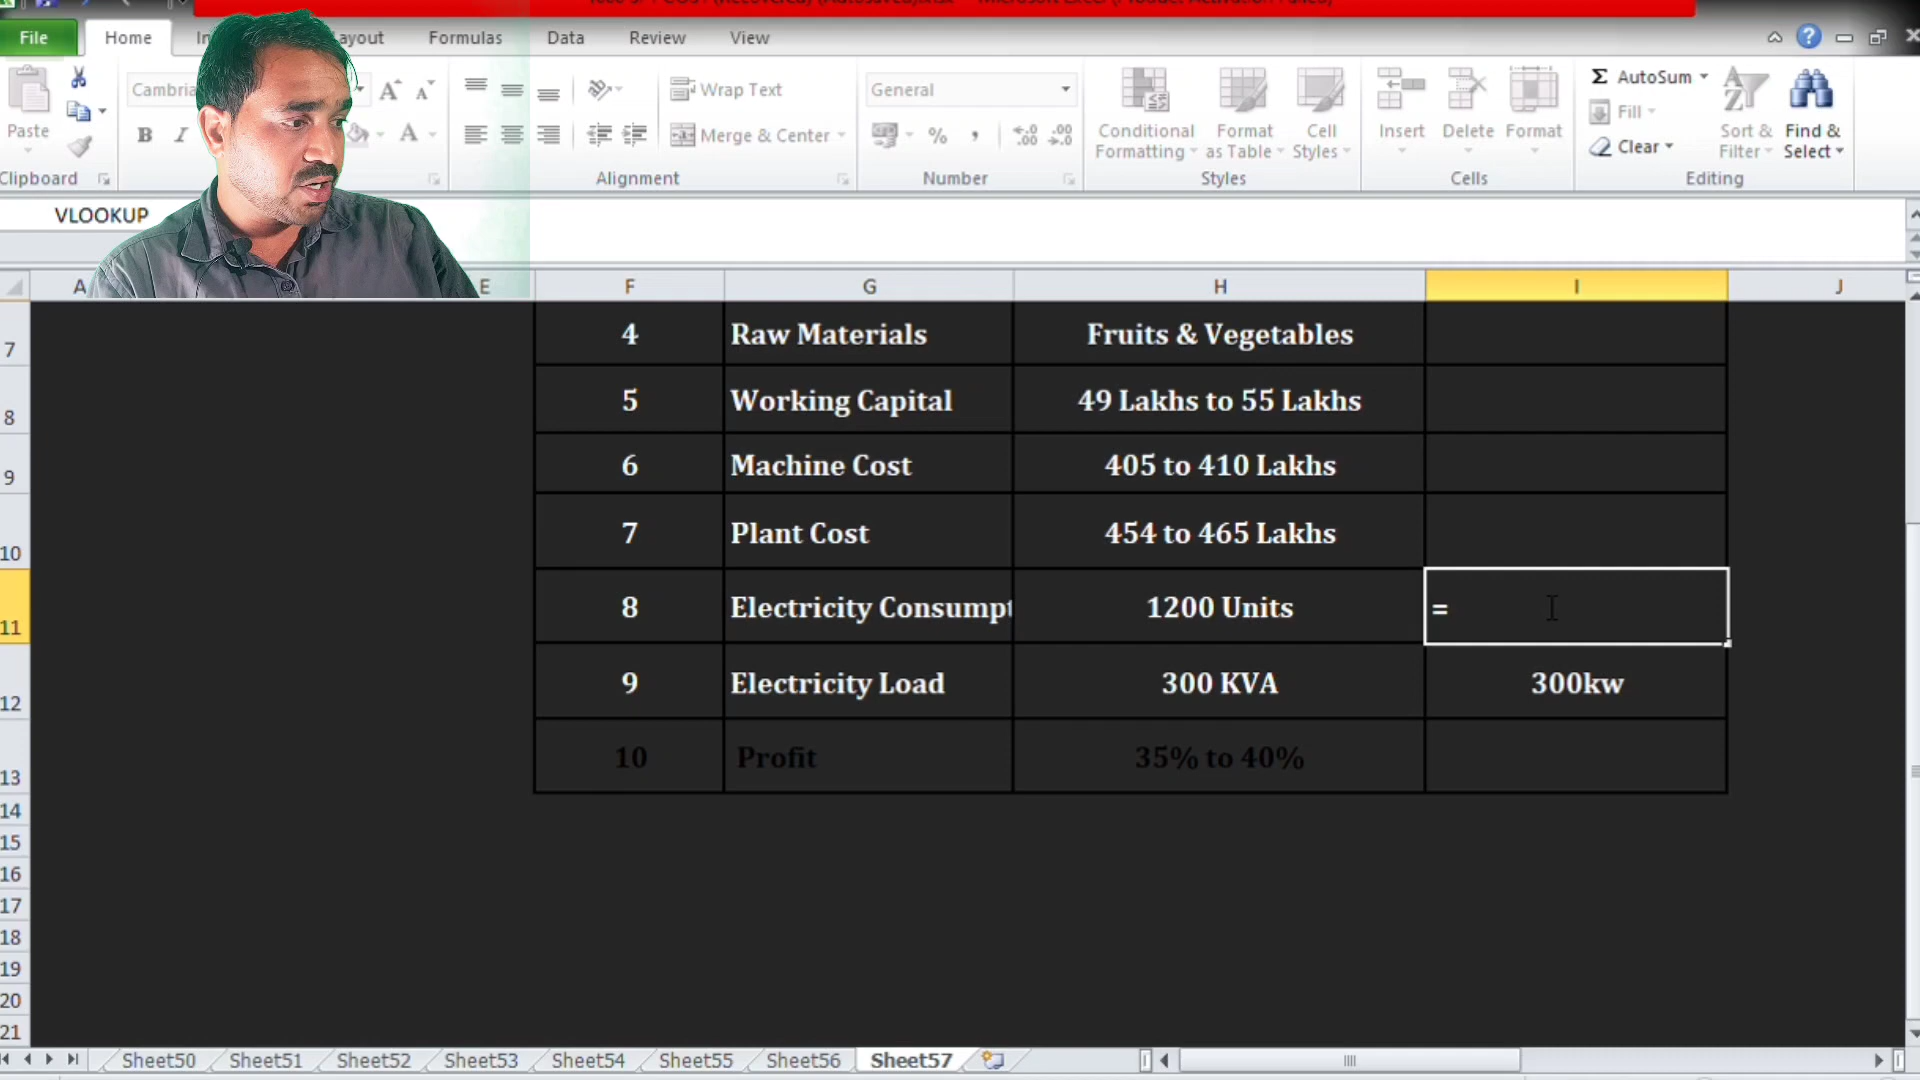 File Home ayout Formulas Data Review View
Cambria Wrap Text General Σ AutoSum
Paste B I A Merge & Center % , Conditional Formatting Format as Table Cell Styles Insert Delete Format Fill Clear Sort & Filter Find & Select
Clipboard Alignment Number Styles Cells Editing
VLOOKUP
A E F G H I J
7 4 Raw Materials Fruits & Vegetables
8 5 Working Capital 49 Lakhs to 55 Lakhs
9 6 Machine Cost 405 to 410 Lakhs
10 7 Plant Cost 454 to 465 Lakhs
11 8 Electricity Consumpt 1200 Units =
12 9 Electricity Load 300 KVA 300kw
13 10 Profit 35% to 40%
14
15
16
17
18
19
20
21
Sheet50 Sheet51 Sheet52 Sheet53 Sheet54 Sheet55 Sheet56 Sheet57